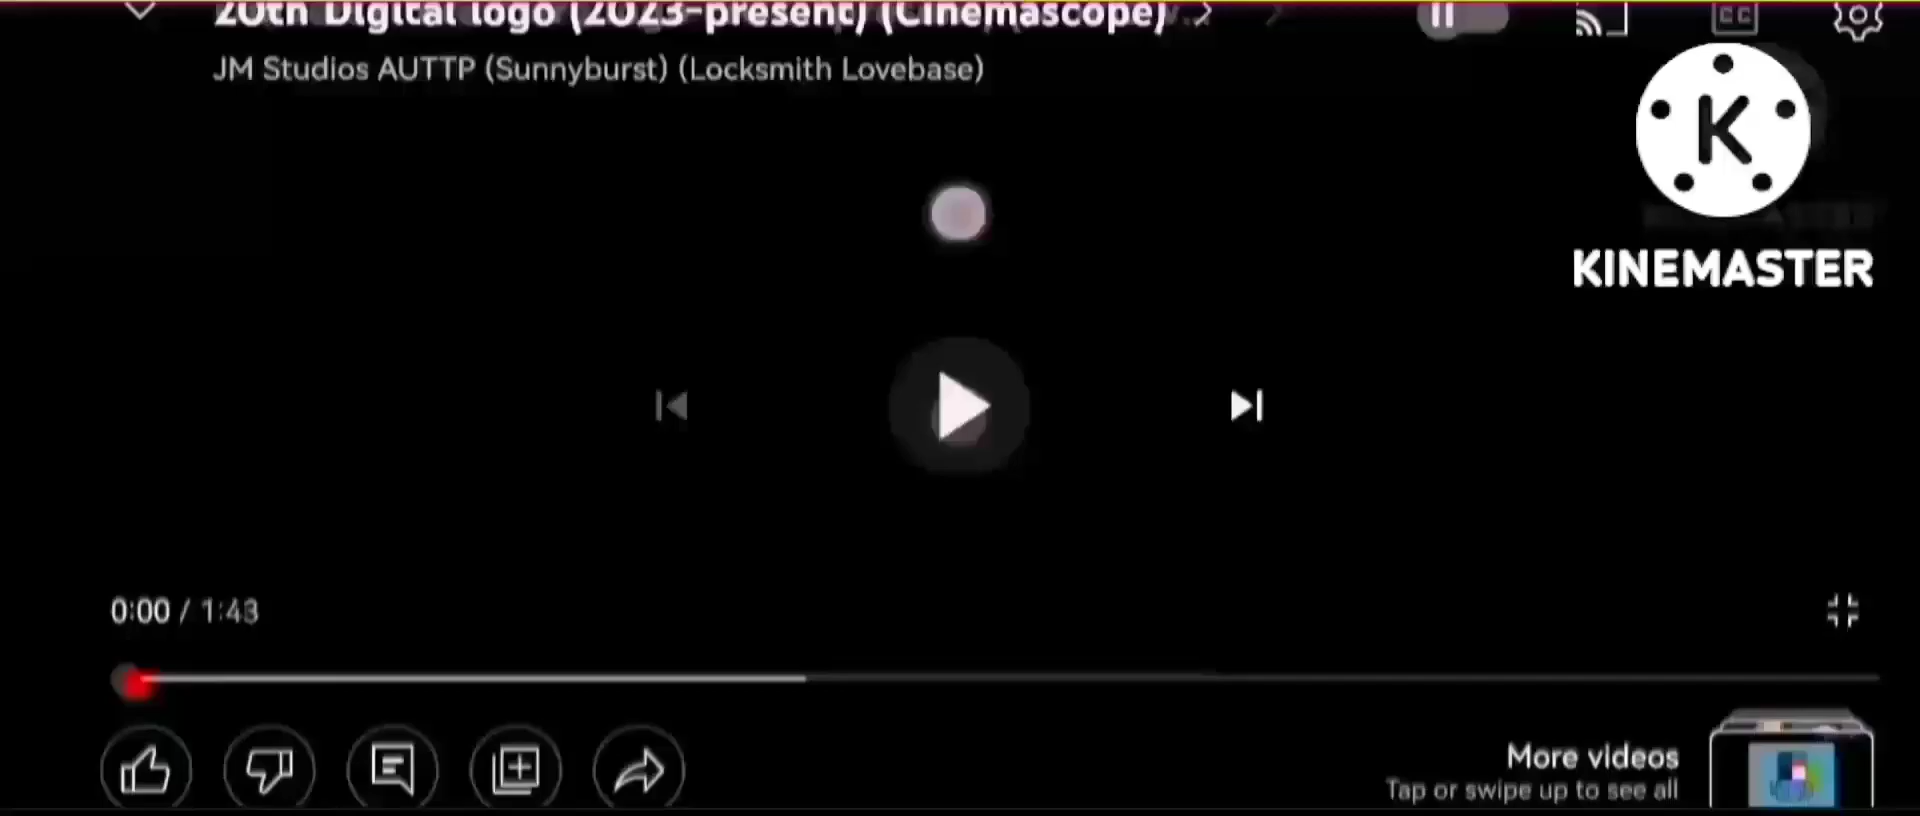 20th Digital logo (2023-present) (Cinemascope)
JM Studios AUTTP (Sunnyburst) (Locksmith Lovebase)
CC
K
KINEMASTER
0:00 / 1:43
More videos
Tap or swipe up to see all